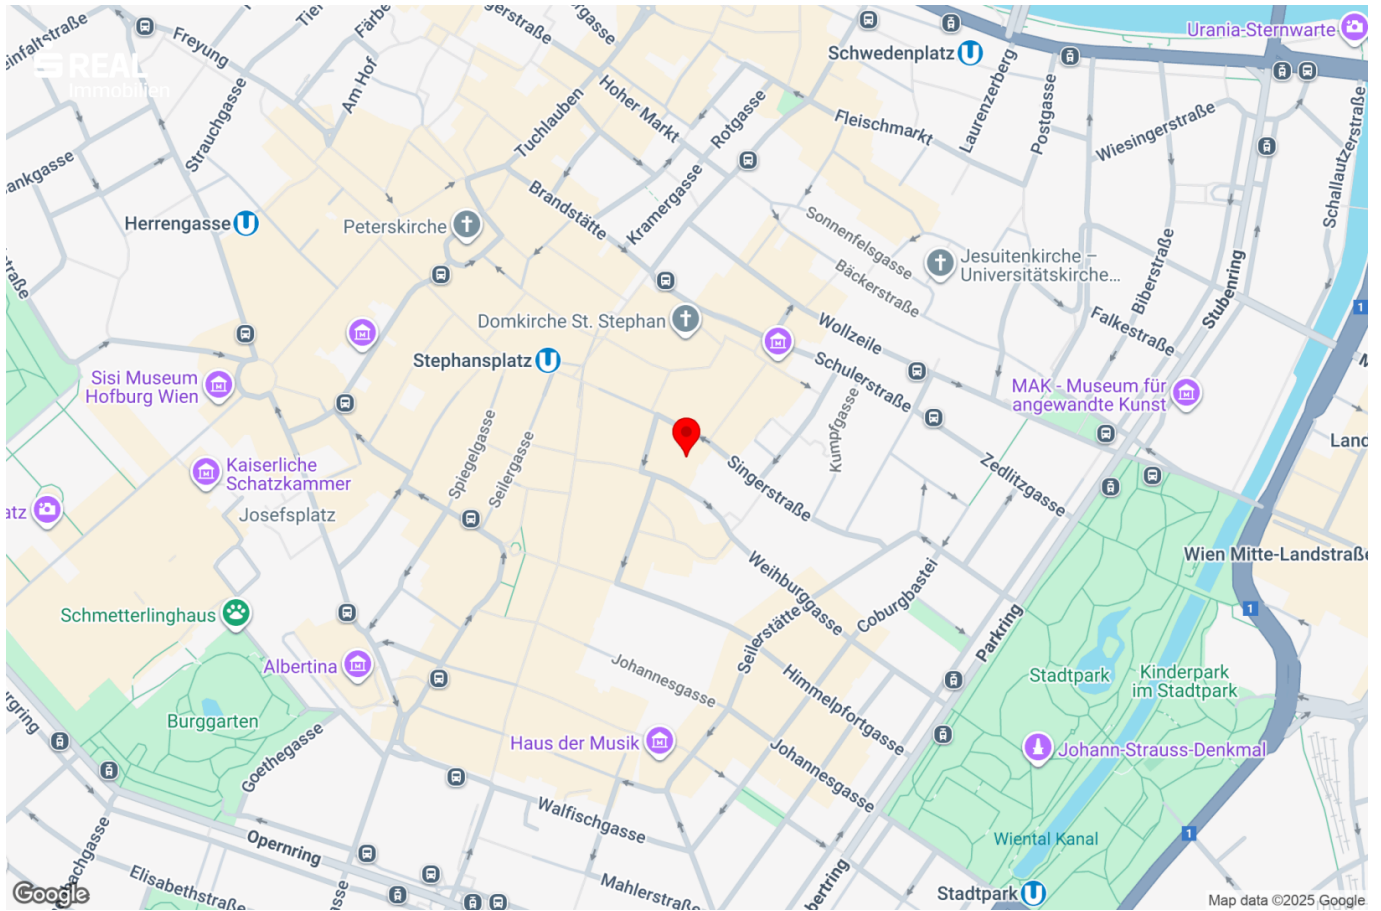 Freyung
Am Hof
Strauchgasse
Tuchlauben
Hoher Markt
Rotgasse
Schwedenplatz
Urania-Sternwarte
Laurenzerberg
Postgasse
Fleischmarkt
Wiesingerstraße
Schallautzerstraße
REAL
Immobilien
Brandstätte
Kramergasse
Herrengasse
Peterskirche
Sonnenfelsgasse
Bäckerstraße
Jesuitenkirche –
Universitätskirche...
Biberstraße
Stubenring
Falkestraße
Domkirche St. Stephan
Wollzeile
Stephansplatz
Schulerstraße
Sisi Museum
Hofburg Wien
MAK - Museum für
angewandte Kunst
Kumpfgasse
Spiegelgasse
Seilergasse
Singerstraße
Zedlitzgasse
Kaiserliche
Schatzkammer
Josefsplatz
Wien Mitte-Landstraße
Weihburggasse
Coburgbastei
Seilerstätte
Parkring
Schmetterlinghaus
Albertina
Johannesgasse
Himmelpfortgasse
Stadtpark
Kinderpark
im Stadtpark
Burggarten
Goethegasse
Haus der Musik
Johannesgasse
Johann-Strauss-Denkmal
1
1
1
Walfischgasse
Opernring
Wiental Kanal
Elisabethstraße
Mahlerstraße
Stadtpark
Google
Map data ©2025 Google